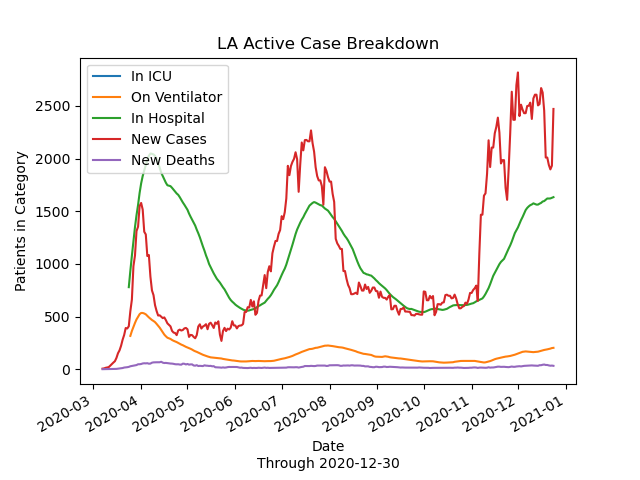 LA Active Case Breakdown
In ICU
On Ventilator
In Hospital
New Cases
New Deaths
Patients in Category
2500
2000
1500
1000
500
0
2020-03
2020-04
2020-05
2020-06
2020-07
2020-08
2020-09
2020-10
2020-11
2020-12
2021-01
Date
Through 2020-12-30